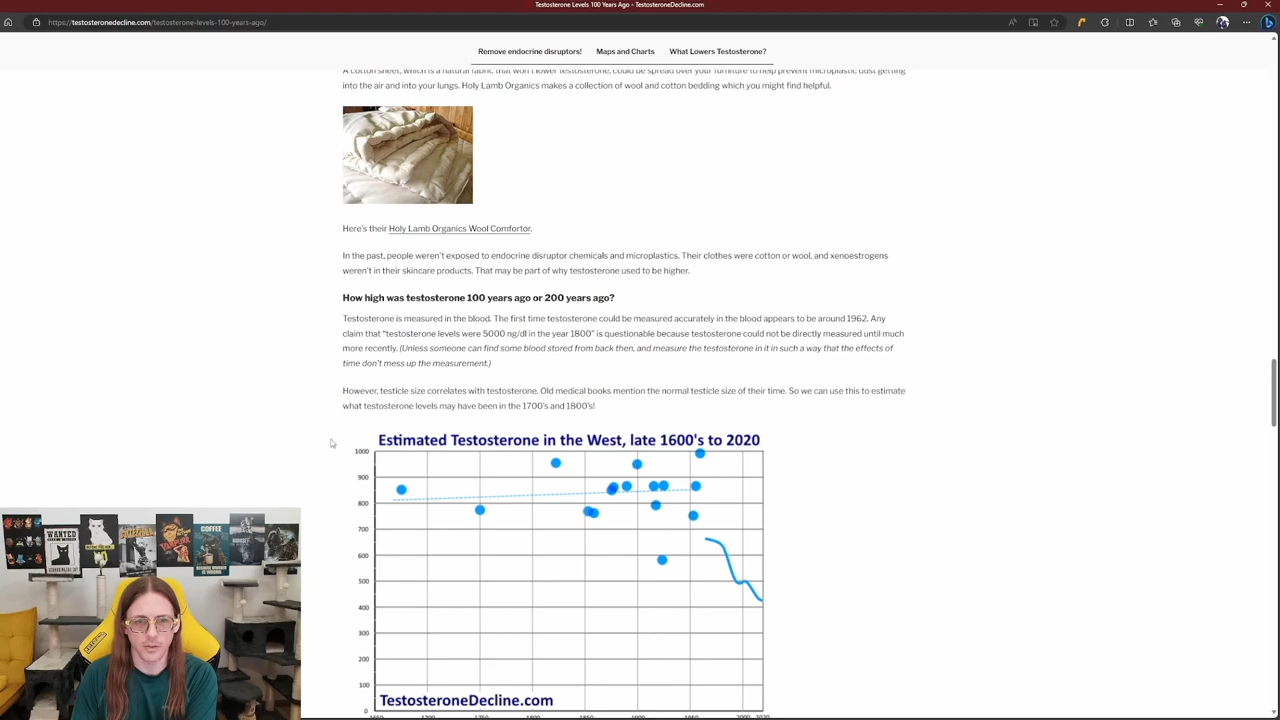 Testosterone Levels 100 Years Ago - TestosteroneDecline.com
https://testosteronedecline.com/testosterone-levels-100-years-ago/
Remove endocrine disruptors! Maps and Charts What Lowers Testosterone?
A cotton sheet, which is a natural fabric that won't lower testosterone, could be spread over your furniture to help prevent microplastic dust getting
into the air and into your lungs. Holy Lamb Organics makes a collection of wool and cotton bedding which you might find helpful.
Here's their Holy Lamb Organics Wool Comfortor.
In the past, people weren't exposed to endocrine disruptor chemicals and microplastics. Their clothes were cotton or wool, and xenoestrogens
weren't in their skincare products. That may be part of why testosterone used to be higher.
How high was testosterone 100 years ago or 200 years ago?
Testosterone is measured in the blood. The first time testosterone could be measured accurately in the blood appears to be around 1962. Any
claim that "testosterone levels were 5000 ng/dl in the year 1800" is questionable because testosterone could not be directly measured until much
more recently. (Unless someone can find some blood stored from back then, and measure the testosterone in it in such a way that the effects of
time don't mess up the measurement.)
However, testicle size correlates with testosterone. Old medical books mention the normal testicle size of their time. So we can use this to estimate
what testosterone levels may have been in the 1700's and 1800's!
Estimated Testosterone in the West, late 1600's to 2020
1000
900
800
700
600
500
400
300
200
100
0
TestosteroneDecline.com
1650 1700 1750 1800 1850 1900 1950 2000 2020
WANTED
COFFEE